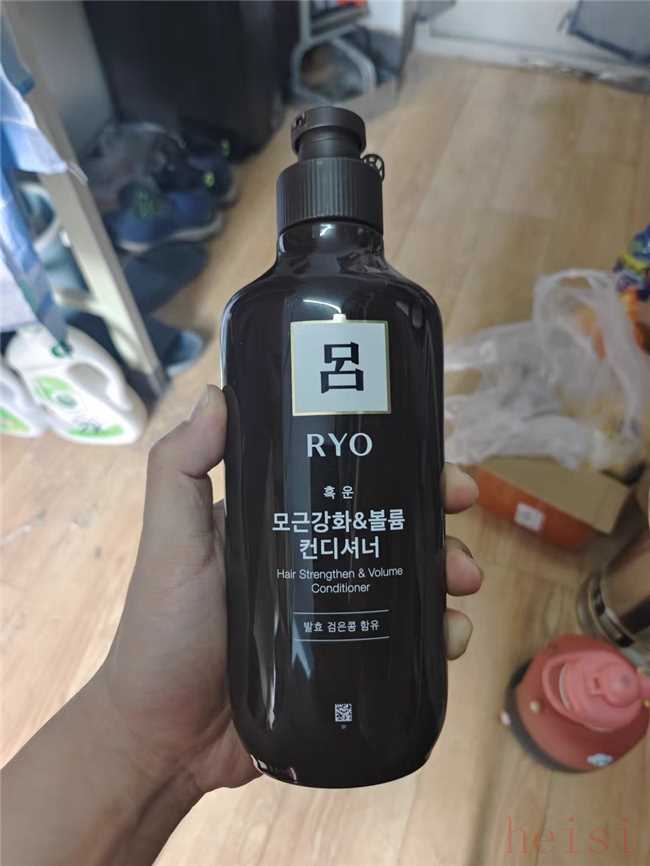 呂
RYO
흑운
모근강화&볼륨
컨디셔너
Hair Strengthen & Volume
Conditioner
발효 검은콩 함유
heisi